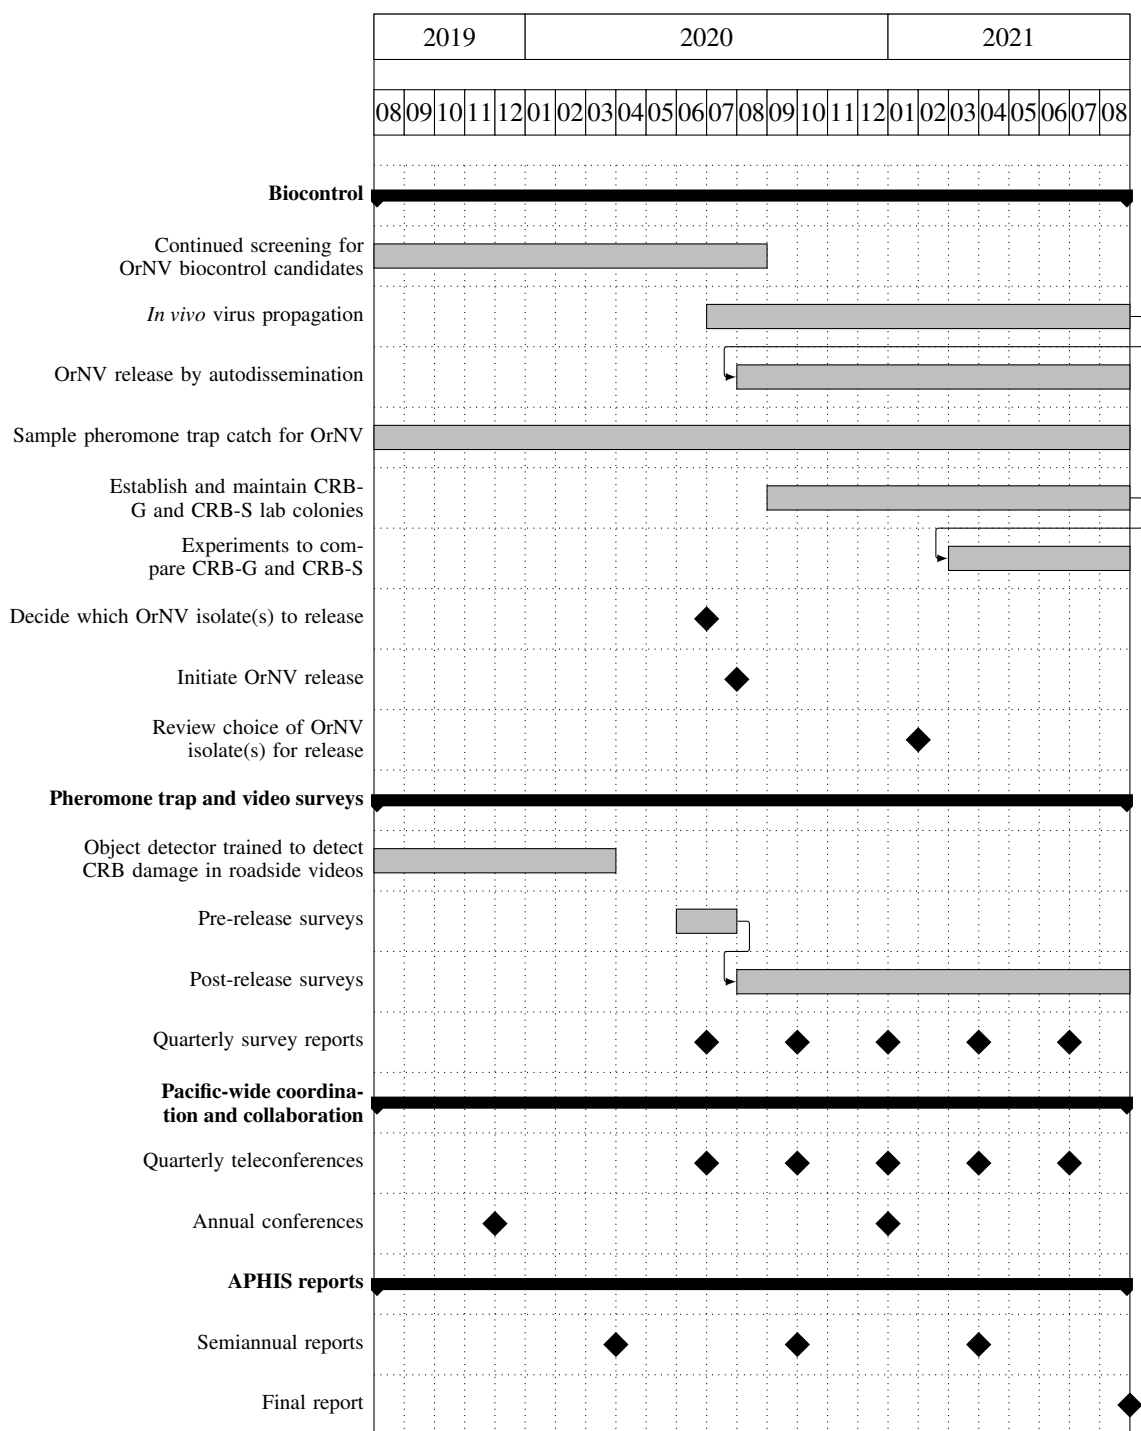 2019 2020 2021
08 09 10 11 12 01 02 03 04 05 06 07 08 09 10 11 12 01 02 03 04 05 06 07 08
Biocontrol
Continued screening for
OrNV biocontrol candidates
In vivo virus propagation
OrNV release by autodissemination
Sample pheromone trap catch for OrNV
Establish and maintain CRB-
G and CRB-S lab colonies
Experiments to com-
pare CRB-G and CRB-S
Decide which OrNV isolate(s) to release
Initiate OrNV release
Review choice of OrNV
isolate(s) for release
Pheromone trap and video surveys
Object detector trained to detect
CRB damage in roadside videos
Pre-release surveys
Post-release surveys
Quarterly survey reports
Pacific-wide coordina-
tion and collaboration
Quarterly teleconferences
Annual conferences
APHIS reports
Semiannual reports
Final report